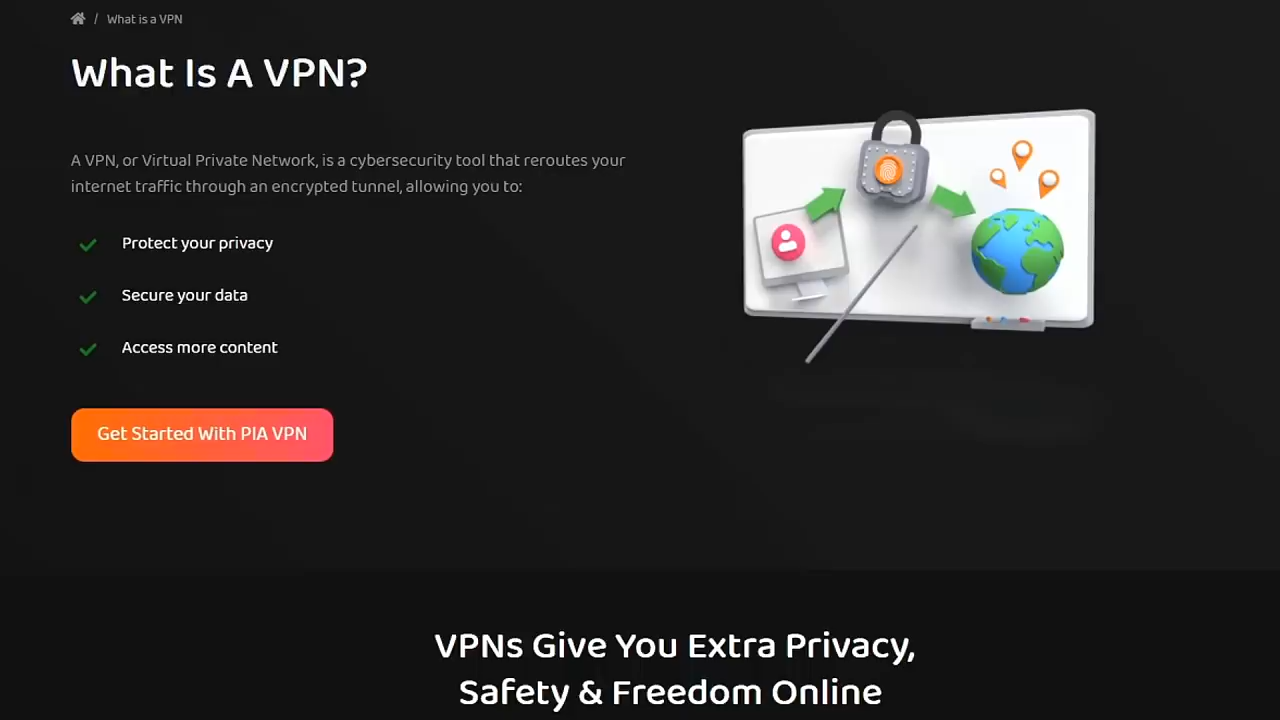 / What is a VPN
What Is A VPN?
A VPN, or Virtual Private Network, is a cybersecurity tool that reroutes your
internet traffic through an encrypted tunnel, allowing you to:
Protect your privacy
Secure your data
Access more content
Get Started With PIA VPN
VPNs Give You Extra Privacy,
Safety & Freedom Online